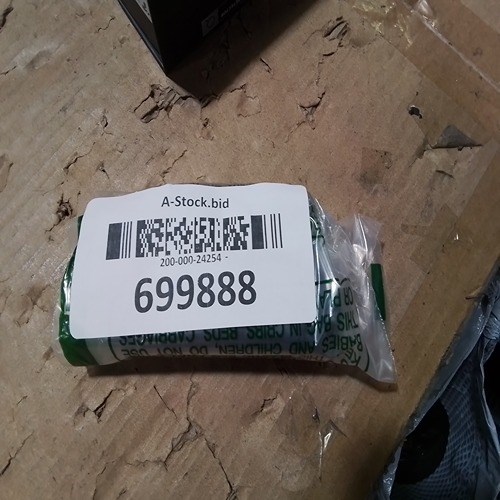 A-Stock.bid
200-000-24254 -
699888
THIS BAG IN CRIBS, BEDS, CARRIAGES
BABIES AND CHILDREN, DO NOT USE